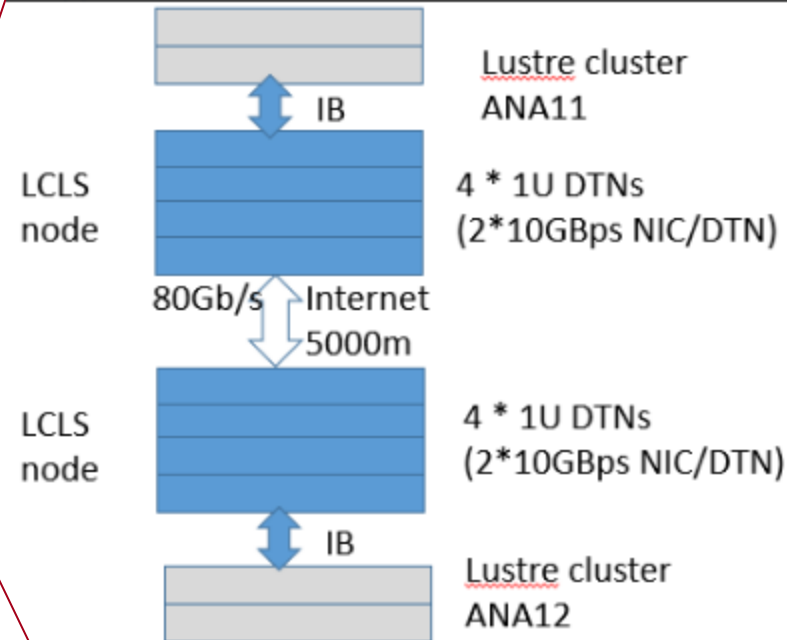 Lustre cluster
ANA11
IB
LCLS
node
4 * 1U DTNs
(2*10GBps NIC/DTN)
80Gb/s Internet
5000m
LCLS
node
4 * 1U DTNs
(2*10GBps NIC/DTN)
IB
Lustre cluster
ANA12